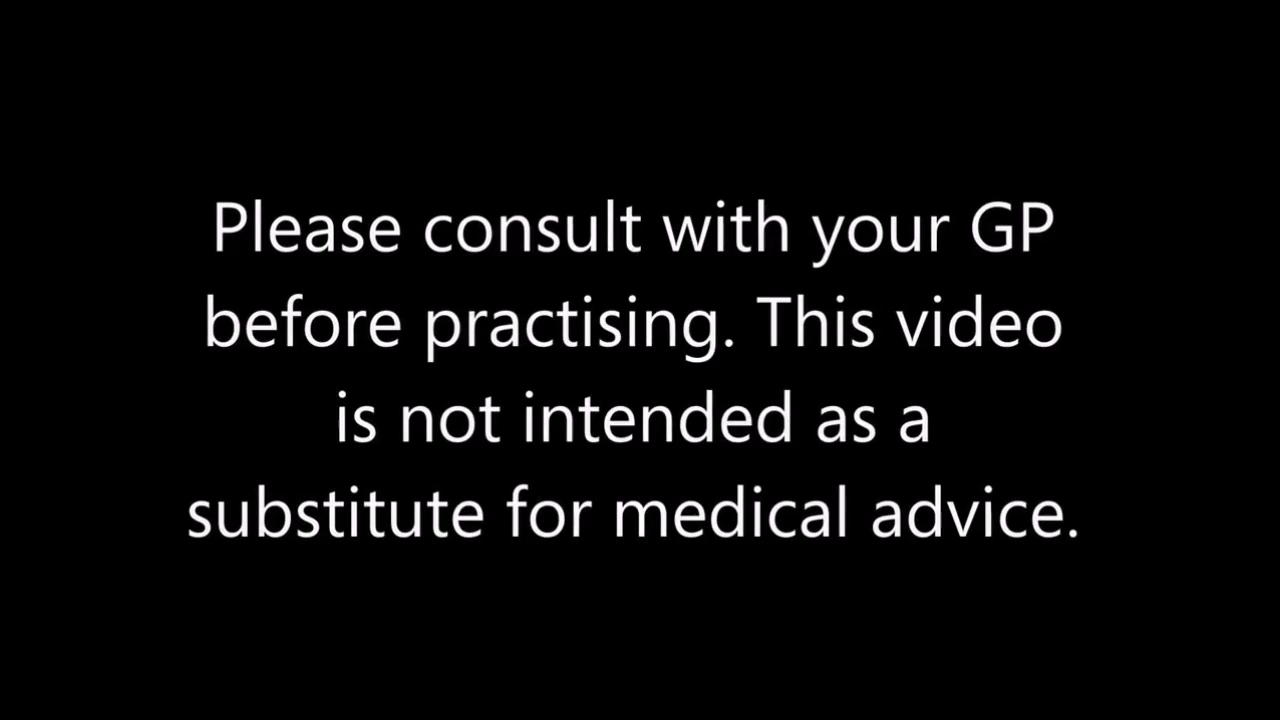 Please consult with your GP
before practising. This video
is not intended as a
substitute for medical advice.